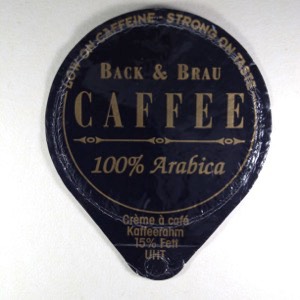 LOW ON CAFFEINE - STRONG ON TASTE
BACK & BRAU
CAFFEE
100% Arabica
Crème à café
Kaffeerahm
15% Fett
UHT